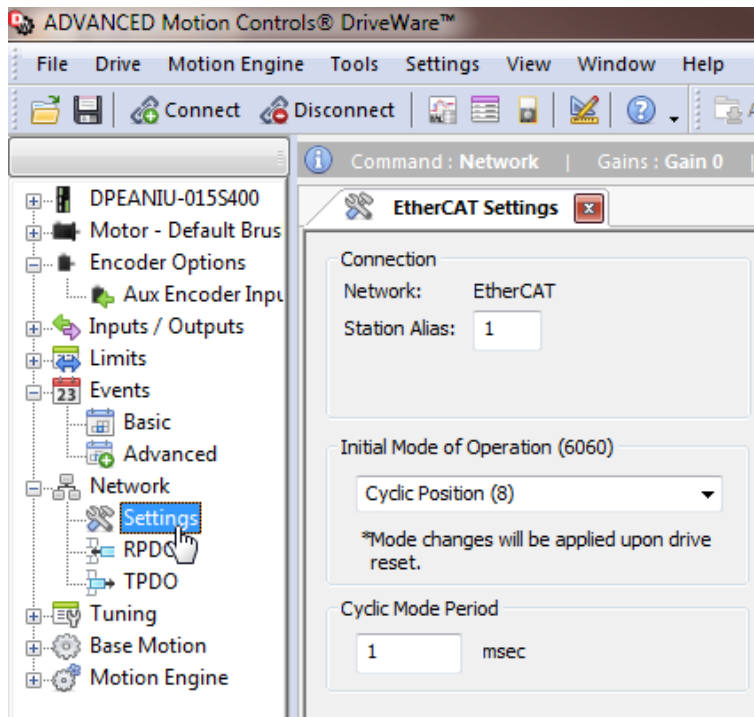 ADVANCED Motion Controls® DriveWare™
File Drive Motion Engine Tools Settings View Window Help
Connect Disconnect
Command : Network | Gains : Gain 0 |
DPEANIU-015S400
Motor - Default Brus
Encoder Options
Aux Encoder Inpu
Inputs / Outputs
Limits
23 Events
Basic
Advanced
Network
Settings
RPDO
TPDO
Tuning
Base Motion
Motion Engine
EtherCAT Settings
Connection
Network: EtherCAT
Station Alias: 1
Initial Mode of Operation (6060)
Cyclic Position (8)
*Mode changes will be applied upon drive
reset.
Cyclic Mode Period
1 msec